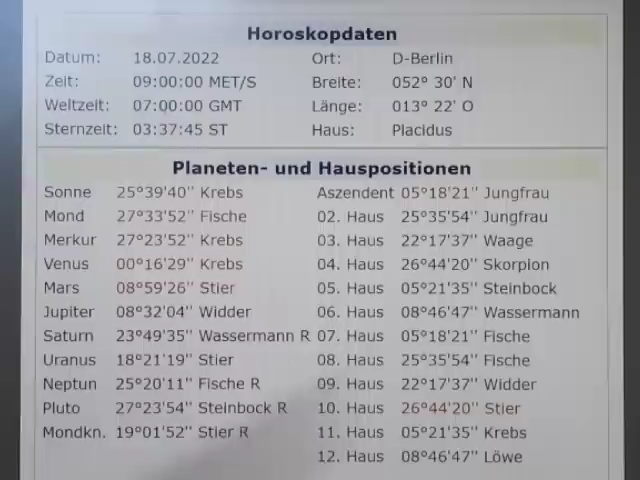 Horoskopdaten
Datum: 18.07.2022 Ort: D-Berlin
Zeit: 09:00:00 MET/S Breite: 052° 30' N
Weltzeit: 07:00:00 GMT Länge: 013° 22' O
Sternzeit: 03:37:45 ST Haus: Placidus
Planeten- und Hauspositionen
Sonne 25°39'40'' Krebs Aszendent 05°18'21'' Jungfrau
Mond 27°33'52'' Fische 02. Haus 25°35'54'' Jungfrau
Merkur 27°23'52'' Krebs 03. Haus 22°17'37'' Waage
Venus 00°16'29'' Krebs 04. Haus 26°44'20'' Skorpion
Mars 08°59'26'' Stier 05. Haus 05°21'35'' Steinbock
Jupiter 08°32'04'' Widder 06. Haus 08°46'47'' Wassermann
Saturn 23°49'35'' Wassermann R 07. Haus 05°18'21'' Fische
Uranus 18°21'19'' Stier 08. Haus 25°35'54'' Fische
Neptun 25°20'11'' Fische R 09. Haus 22°17'37'' Widder
Pluto 27°23'54'' Steinbock R 10. Haus 26°44'20'' Stier
Mondkn. 19°01'52'' Stier R 11. Haus 05°21'35'' Krebs
12. Haus 08°46'47'' Löwe